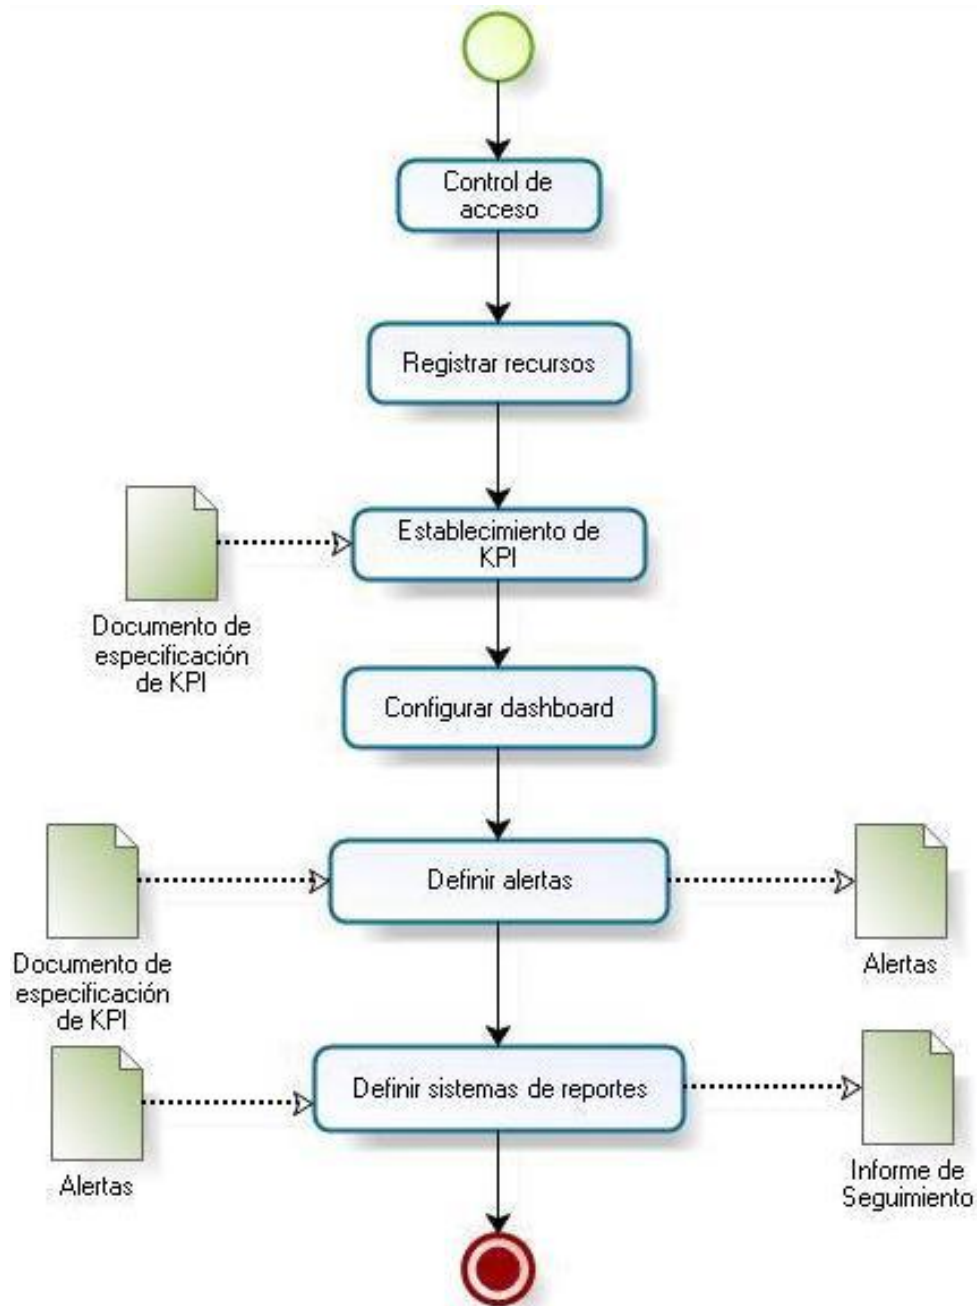 Control de
acceso
Registrar recursos
Establecimiento de
KPI
Documento de
especificación
de KPI
Configurar dashboard
Definir alertas
Documento de
especificación
de KPI
Alertas
Definir sistemas de reportes
Alertas
Informe de
Seguimiento